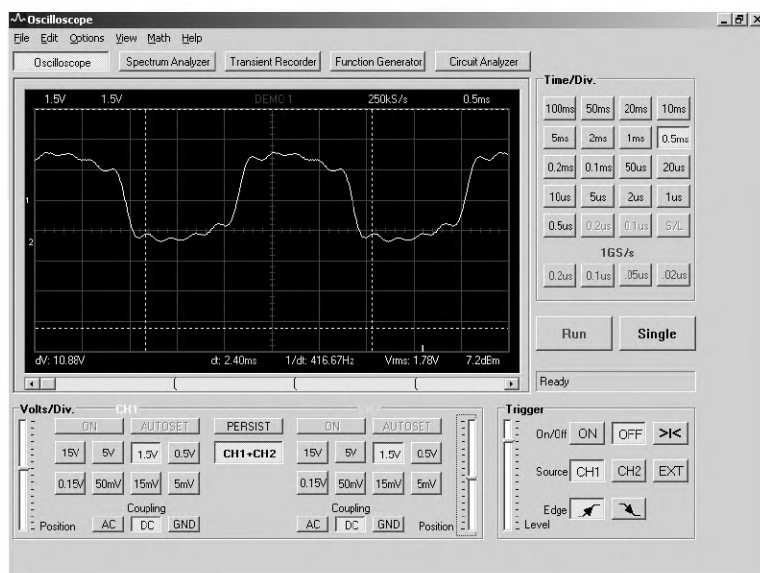 Oscilloscope
File Edit Options View Math Help
Oscilloscope Spectrum Analyzer Transient Recorder Function Generator Circuit Analyzer
1.5V 1.5V DEMO 1 250kS/s 0.5ms
1
2
dV: 10.88V dt: 2.40ms 1/dt: 416.67Hz Vrms: 1.78V 7.2dBm
Time/Div.
100ms 50ms 20ms 10ms
5ms 2ms 1ms 0.5ms
0.2ms 0.1ms 50us 20us
10us 5us 2us 1us
0.5us 0.2us 0.1us S/L
1GS/s
0.2us 0.1us .05us .02us
Run Single
Ready
Volts/Div. CH1
ON AUTOSET PERSIST ON AUTOSET
15V 5V 1.5V 0.5V CH1+CH2 15V 5V 1.5V 0.5V
0.15V 50mV 15mV 5mV 0.15V 50mV 15mV 5mV
Coupling Coupling
Position AC DC GND AC DC GND Position
Trigger
On/Off ON OFF >I<
Source CH1 CH2 EXT
Edge
Level